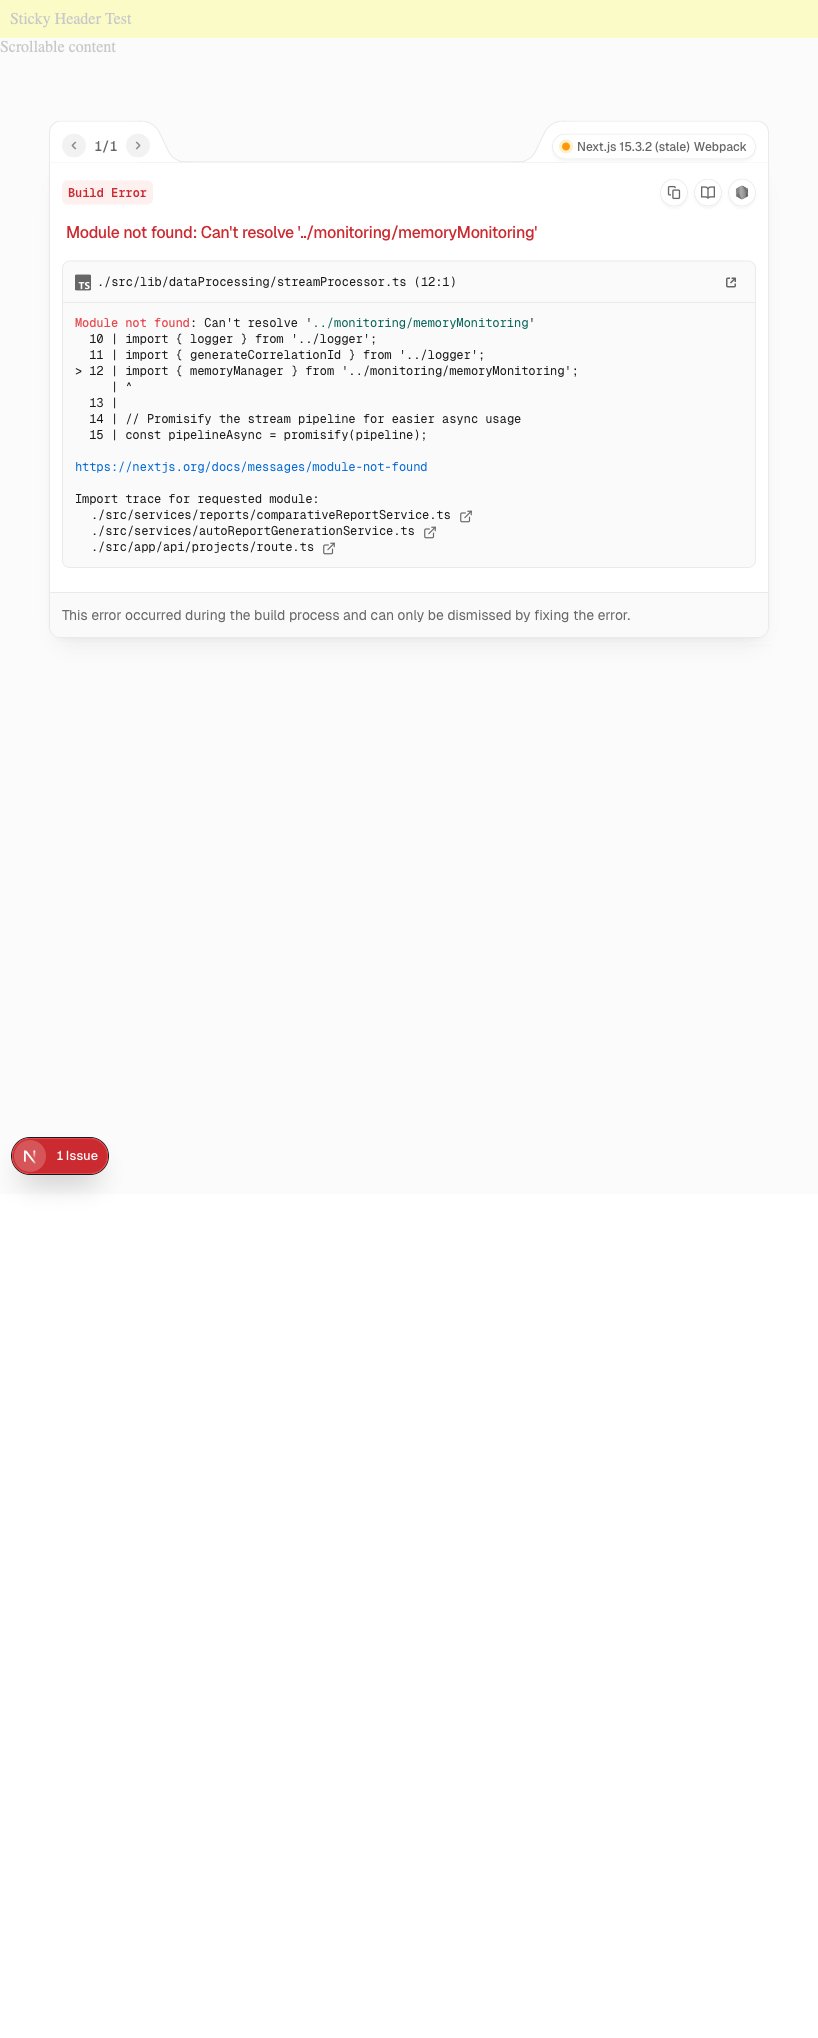 Sticky Header Test
Scrollable content
1/1
Next.js 15.3.2 (stale) Webpack
Build Error
Module not found: Can't resolve '../monitoring/memoryMonitoring'
TS ./src/lib/dataProcessing/streamProcessor.ts (12:1)
Module not found: Can't resolve '../monitoring/memoryMonitoring'
  10 | import { logger } from '../logger';
  11 | import { generateCorrelationId } from '../logger';
> 12 | import { memoryManager } from '../monitoring/memoryMonitoring';
     | ^
  13 |
  14 | // Promisify the stream pipeline for easier async usage
  15 | const pipelineAsync = promisify(pipeline);
https://nextjs.org/docs/messages/module-not-found
Import trace for requested module:
./src/services/reports/comparativeReportService.ts
./src/services/autoReportGenerationService.ts
./src/app/api/projects/route.ts
This error occurred during the build process and can only be dismissed by fixing the error.
N 1 Issue